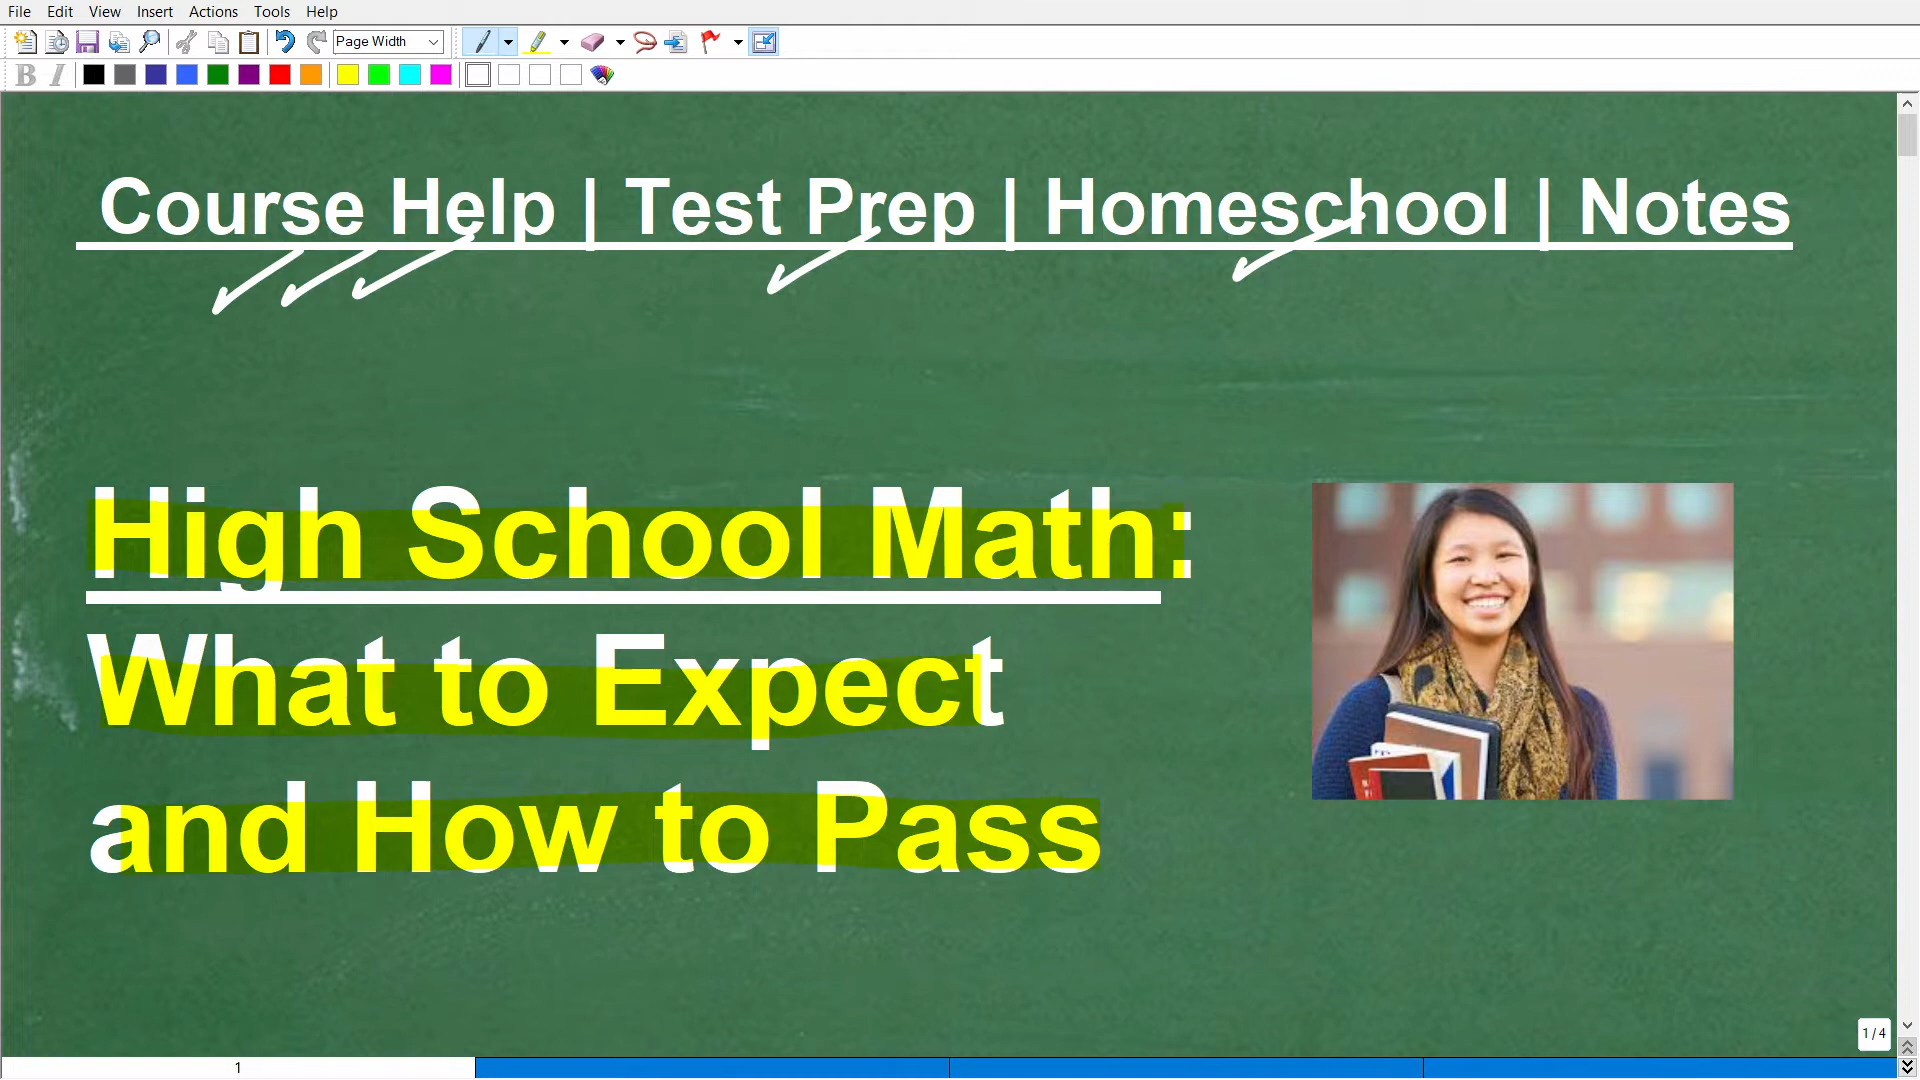 File Edit View Insert Actions Tools Help
Page Width
B I
Course Help | Test Prep | Homeschool | Notes
High School Math:
What to Expect
and How to Pass
1 / 4
1